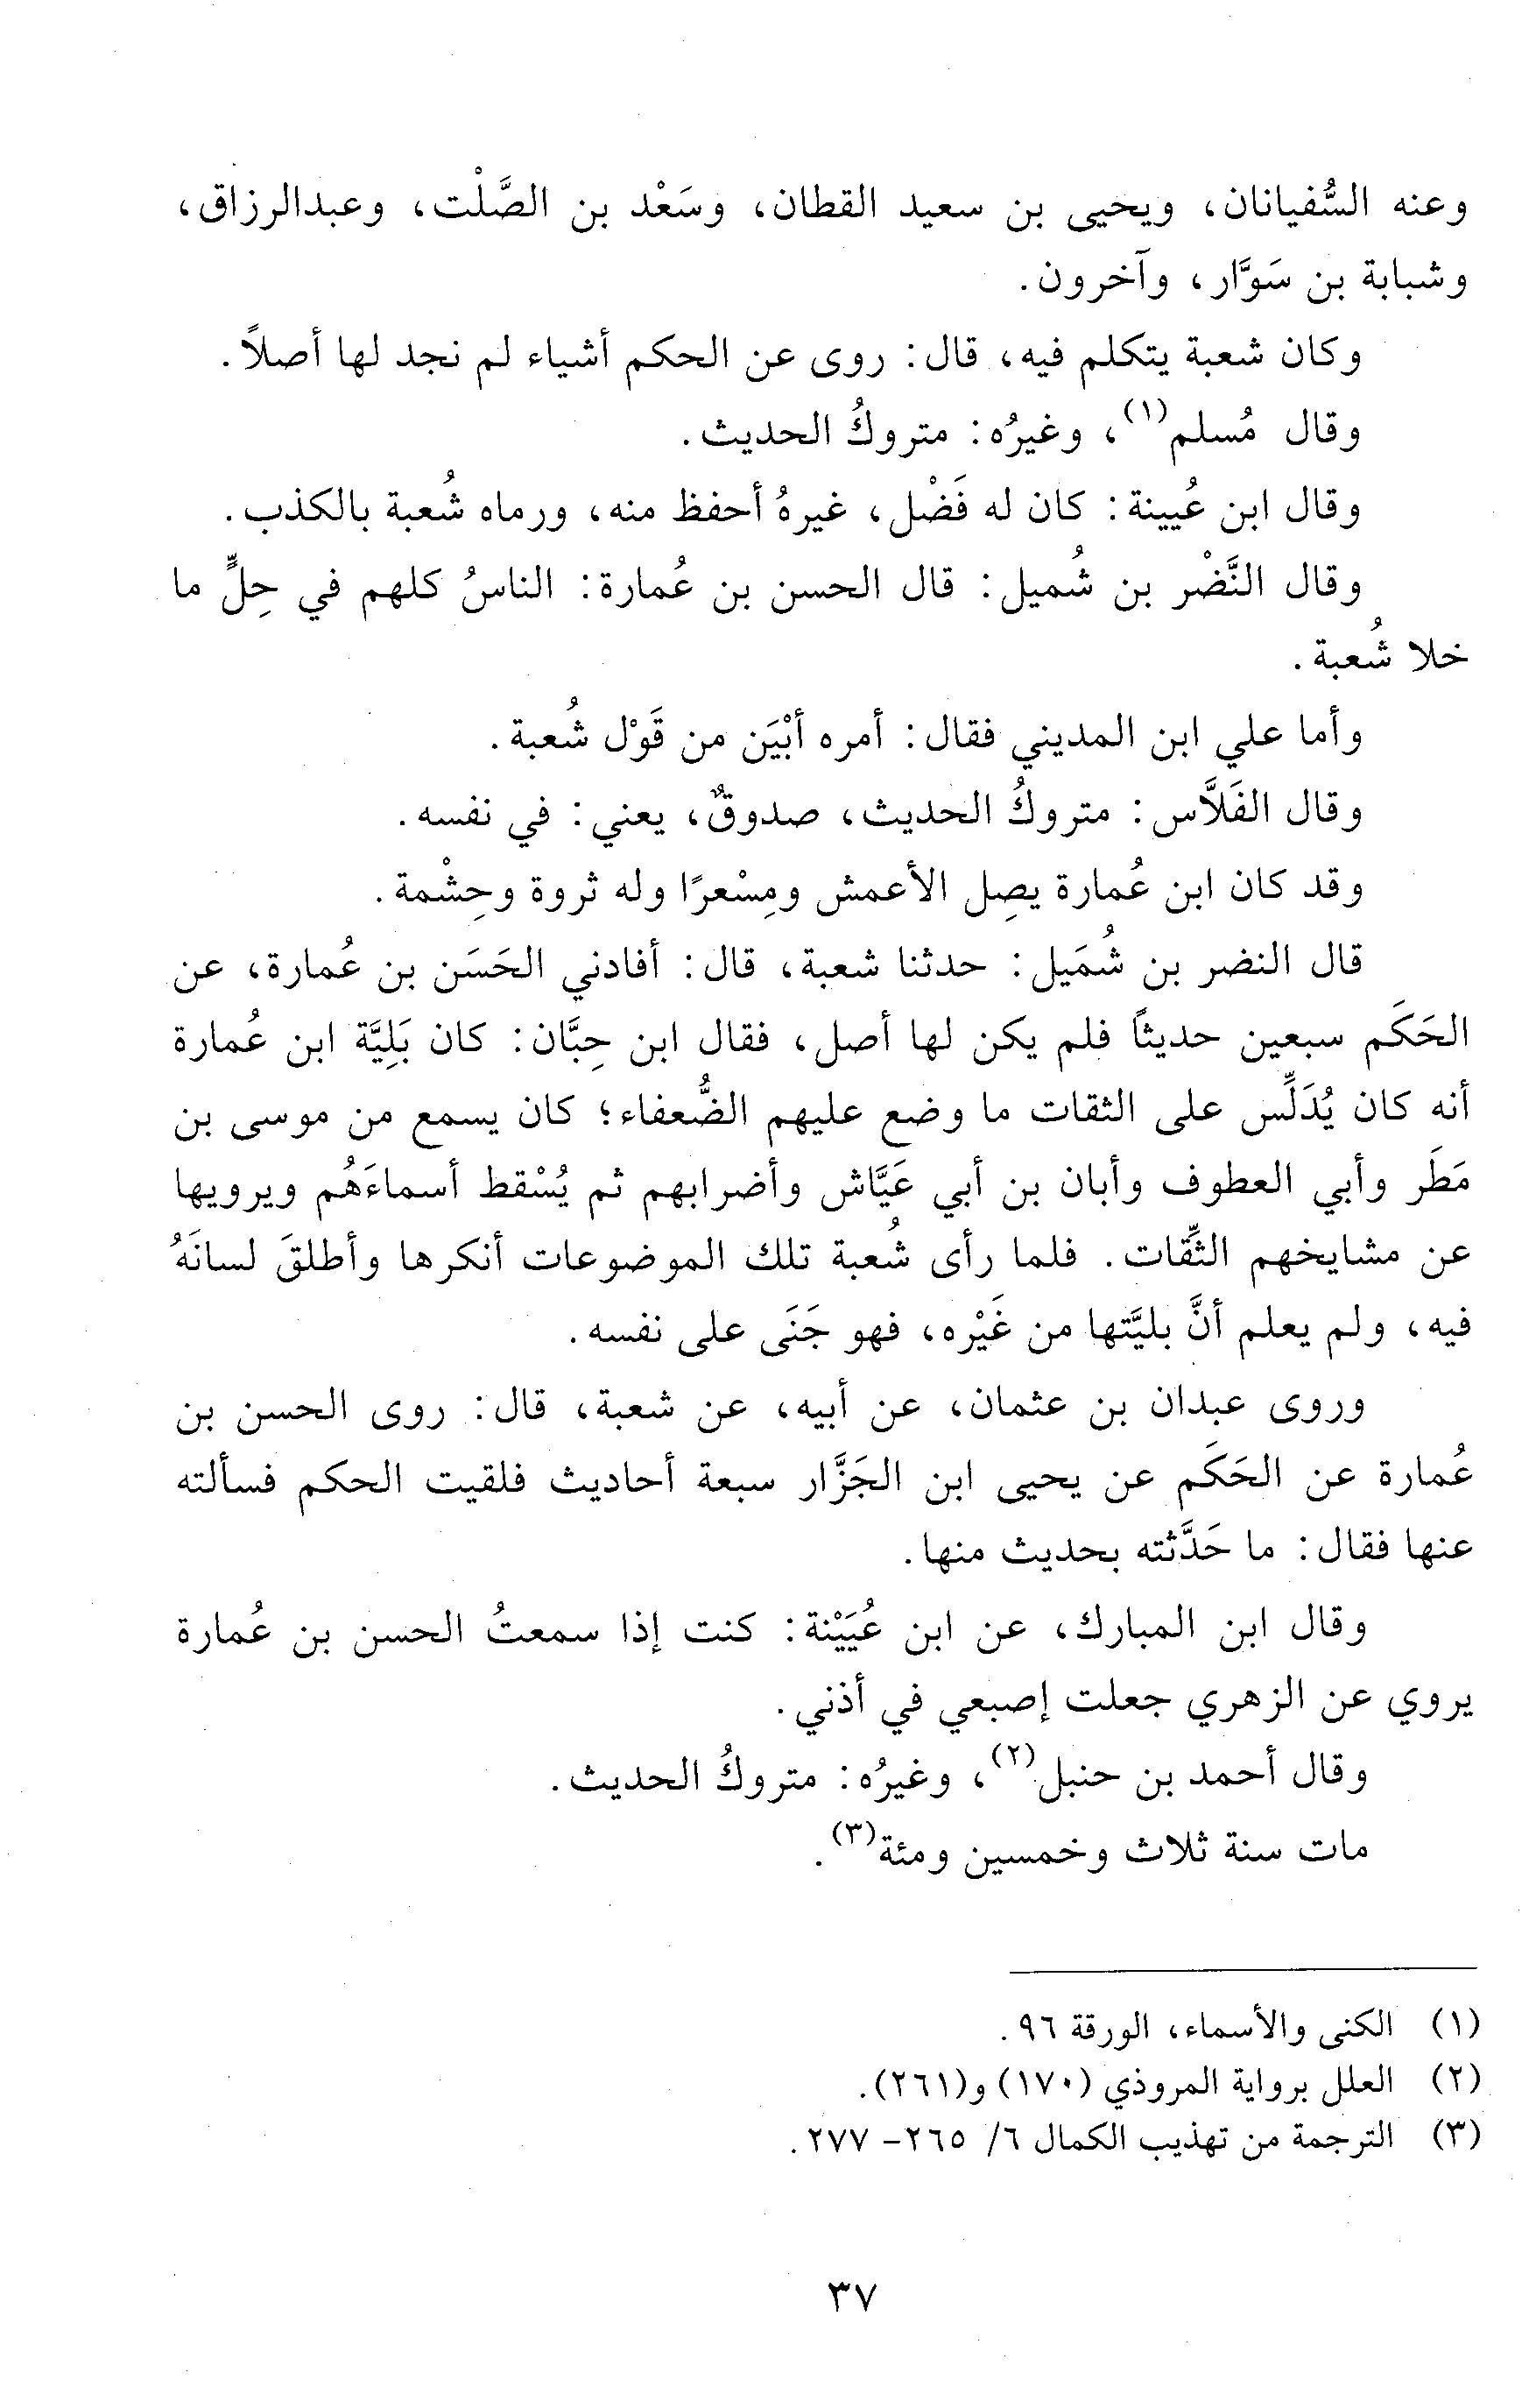 وعنه السُّفيانان، ويحيى بن سعيد القطان، وسَعْد بن الصَّلْت، وعبدالرزاق،
وشبابة بن سَوَّار، وآخرون.
وكان شعبة يتكلم فيه، قال: روى عن الحكم أشياء لم نجد لها أصلاً.
وقال مُسلم(١)، وغيرُه: متروكُ الحديث.
وقال ابن عُيينة: كان له فَضْل، غيرهُ أحفظ منه، ورماه شُعبة بالكذب.
وقال النَّضْر بن شُميل: قال الحسن بن عُمارة: الناسُ كلهم في حِلٍّ ما
خلا شُعبة.
وأما علي ابن المديني فقال: أمره أبْيَن من قَوْل شُعبة.
وقال الفَلاَّس: متروكُ الحديث، صدوقٌ، يعني: في نفسه.
وقد كان ابن عُمارة يصِل الأعمش ومِسْعرًا وله ثروة وحِشْمة.
قال النضر بن شُمَيل: حدثنا شعبة، قال: أفادني الحَسَن بن عُمارة، عن
الحَكَم سبعين حديثاً فلم يكن لها أصل، فقال ابن حِبَّان: كان بَلِيَّة ابن عُمارة
أنه كان يُدَلِّس على الثقات ما وضع عليهم الضُّعفاء؛ كان يسمع من موسى بن
مَطَر وأبي العطوف وأبان بن أبي عَيَّاش وأضرابهم ثم يُسْقط أسماءَهُم ويرويها
عن مشايخهم الثِّقات. فلما رأى شُعبة تلك الموضوعات أنكرها وأطلقَ لسانَهُ
فيه، ولم يعلم أنَّ بليَّتها من غَيْره، فهو جَنَى على نفسه.
وروى عبدان بن عثمان، عن أبيه، عن شعبة، قال: روى الحسن بن
عُمارة عن الحَكَم عن يحيى ابن الجَزَّار سبعة أحاديث فلقيت الحكم فسألته
عنها فقال: ما حَدَّثته بحديث منها.
وقال ابن المبارك، عن ابن عُيَيْنة: كنت إذا سمعتُ الحسن بن عُمارة
يروي عن الزهري جعلت إصبعي في أذني.
وقال أحمد بن حنبل(٢)، وغيرُه: متروكُ الحديث.
مات سنة ثلاث وخمسين ومئة(٣).
(١) الكنى والأسماء، الورقة ٩٦.
(٢) العلل برواية المروذي (١٧٠) و(٢٦١).
(٣) الترجمة من تهذيب الكمال ٦/ ٢٦٥- ٢٧٧.
٣٧